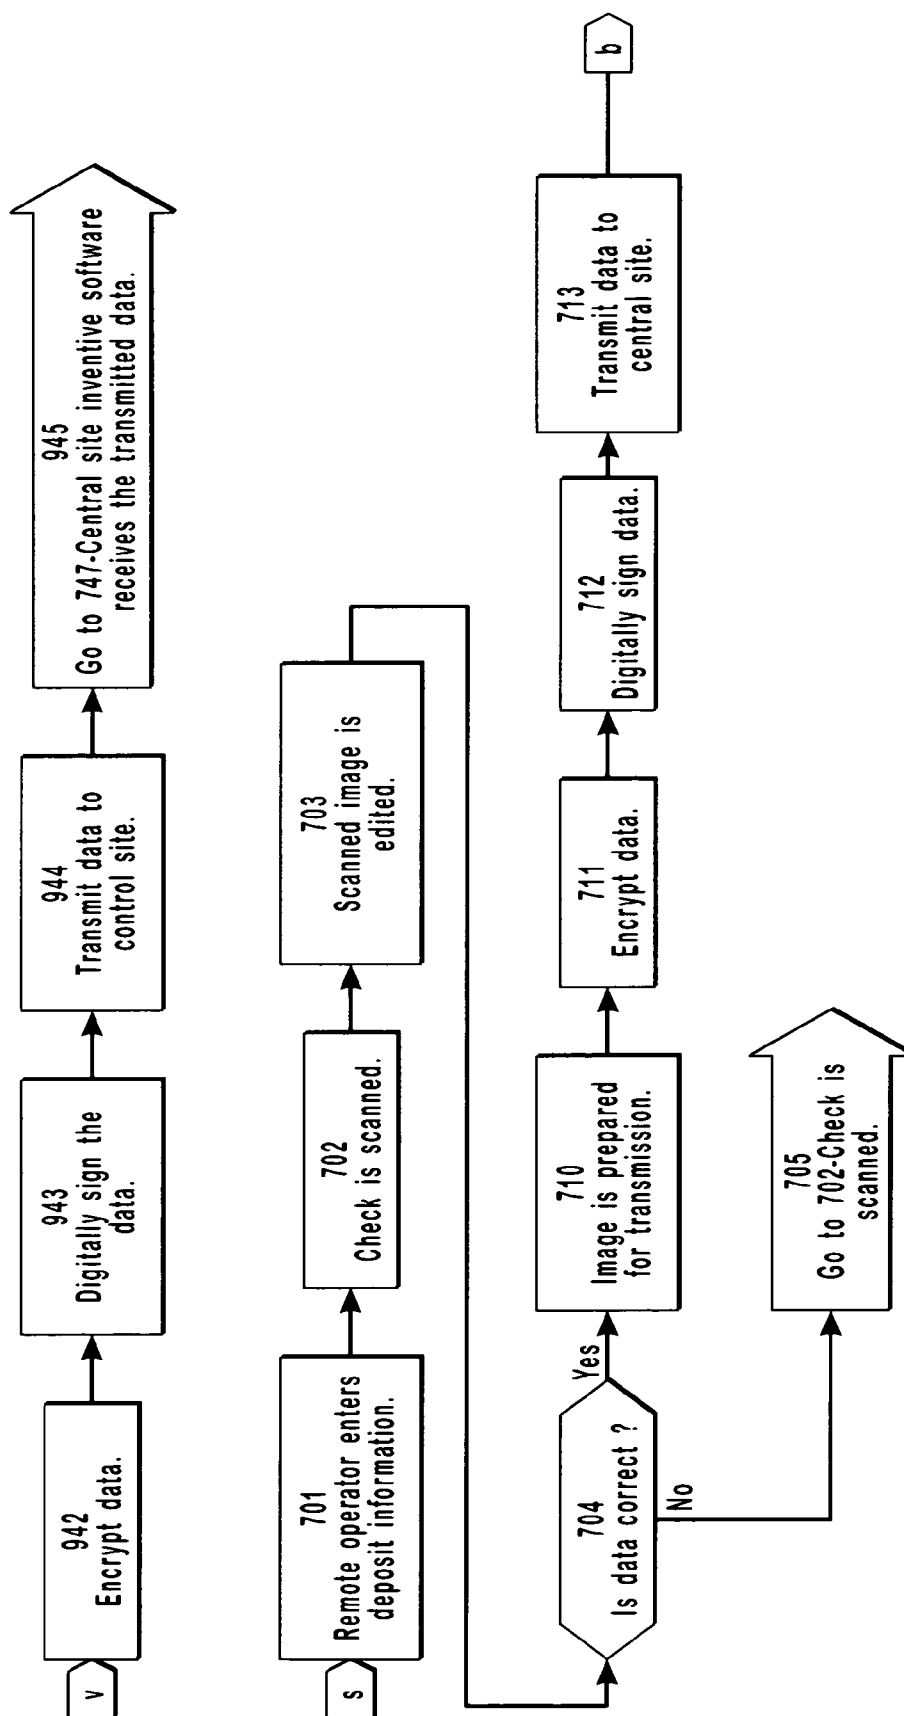 v
942
Encrypt data.
943
Digitally sign the
data.
944
Transmit data to
control site.
945
Go to 747-Central site inventive software
receives the transmitted data.
s
701
Remote operator enters
deposit information.
702
Check is scanned.
703
Scanned image is
edited.
704
Is data correct ?
Yes
No
710
Image is prepared
for transmission.
711
Encrypt data.
712
Digitally sign data.
713
Transmit data to
central site.
b
705
Go to 702-Check is
scanned.